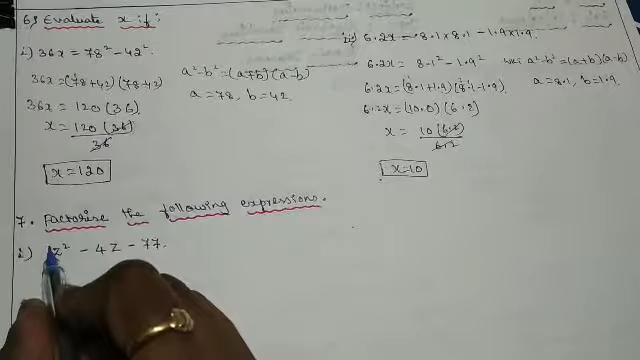 6) Evaluate x if:
i) 36x = 78² - 42².
36x = (78+42)(78-42)
a²-b² = (a+b)(a-b)
36x = 120 (36)
a = 78, b = 42.
x = 120 (36)
36
x = 120
ii) 6.2x = 8.1×8.1 - 1.9×1.9.
6.2x = 8.1² - 1.9²
a²-b² = (a+b)(a-b)
6.2x = (8.1+1.9)(8.1-1.9)
a = 8.1, b = 1.9.
6.2x = (10.0)(6.2)
x = 10 (6.2)
6.2
x = 10
7. Factorise the following expressions.
i) z² - 4z - 77.